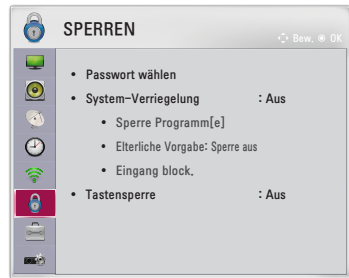 SPERREN
Bew. OK
• Passwort wählen
• System-Verriegelung : Aus
• Sperre Programm[e]
• Elterliche Vorgabe: Sperre aus
• Eingang block.
• Tastensperre : Aus